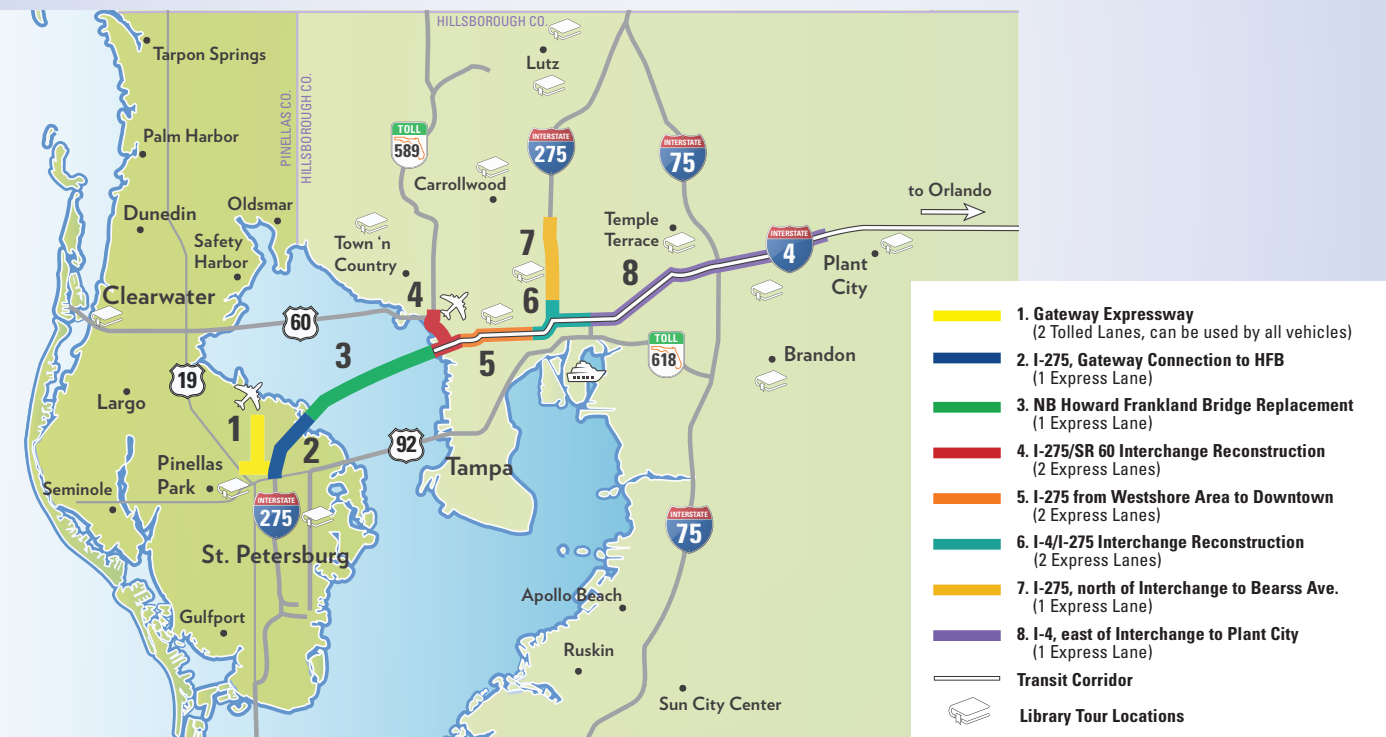 HILLSBOROUGH CO.
Tarpon Springs
Lutz
PINELLAS CO.
HILLSBOROUGH CO.
Palm Harbor
TOLL
589
INTERSTATE
275
INTERSTATE
75
Carrollwood
to Orlando
Dunedin
Oldsmar
Safety
Harbor
Town ‘n
Country
Temple
Terrace
7
8
INTERSTATE
4
Plant
City
Clearwater
4
6
60
3
5
TOLL
618
Brandon
19
Largo
1
2
92
Tampa
Pinellas
Park
Seminole
INTERSTATE
275
INTERSTATE
75
St. Petersburg
Apollo Beach
Gulfport
Ruskin
Sun City Center
1. Gateway Expressway
(2 Tolled Lanes, can be used by all vehicles)
2. I-275, Gateway Connection to HFB
(1 Express Lane)
3. NB Howard Frankland Bridge Replacement
(1 Express Lane)
4. I-275/SR 60 Interchange Reconstruction
(2 Express Lanes)
5. I-275 from Westshore Area to Downtown
(2 Express Lanes)
6. I-4/I-275 Interchange Reconstruction
(2 Express Lanes)
7. I-275, north of Interchange to Bearss Ave.
(1 Express Lane)
8. I-4, east of Interchange to Plant City
(1 Express Lane)
Transit Corridor
Library Tour Locations